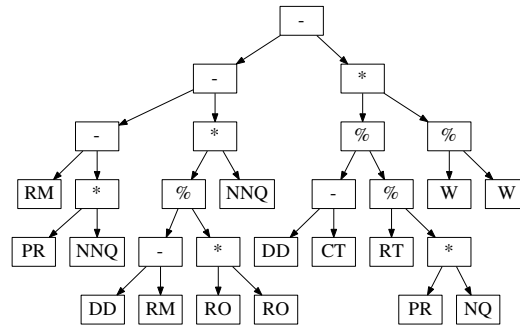 -
- *
- * % %
RM * % NNQ - % W W
PR NNQ - * DD CT RT *
DD RM RO RO PR NQ